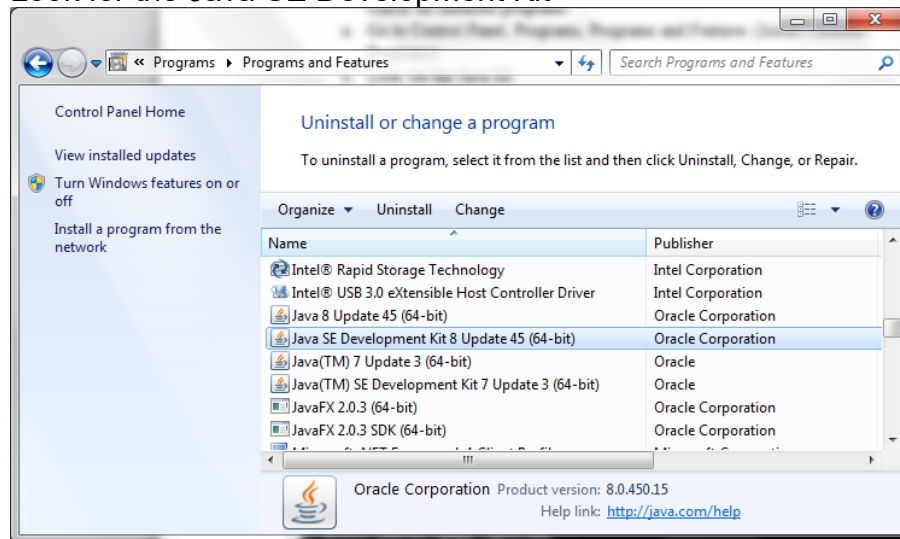 Look for the Java SE Development Kit
« Programs ▸ Programs and Features
Search Programs and Features
Control Panel Home
View installed updates
Turn Windows features on or
off
Install a program from the
network
Uninstall or change a program
To uninstall a program, select it from the list and then click Uninstall, Change, or Repair.
Organize Uninstall Change
Name Publisher
Intel® Rapid Storage Technology Intel Corporation
Intel® USB 3.0 eXtensible Host Controller Driver Intel Corporation
Java 8 Update 45 (64-bit) Oracle Corporation
Java SE Development Kit 8 Update 45 (64-bit) Oracle Corporation
Java(TM) 7 Update 3 (64-bit) Oracle
Java(TM) SE Development Kit 7 Update 3 (64-bit) Oracle
JavaFX 2.0.3 (64-bit) Oracle Corporation
JavaFX 2.0.3 SDK (64-bit) Oracle Corporation
Oracle Corporation Product version: 8.0.450.15
Help link: http://java.com/help